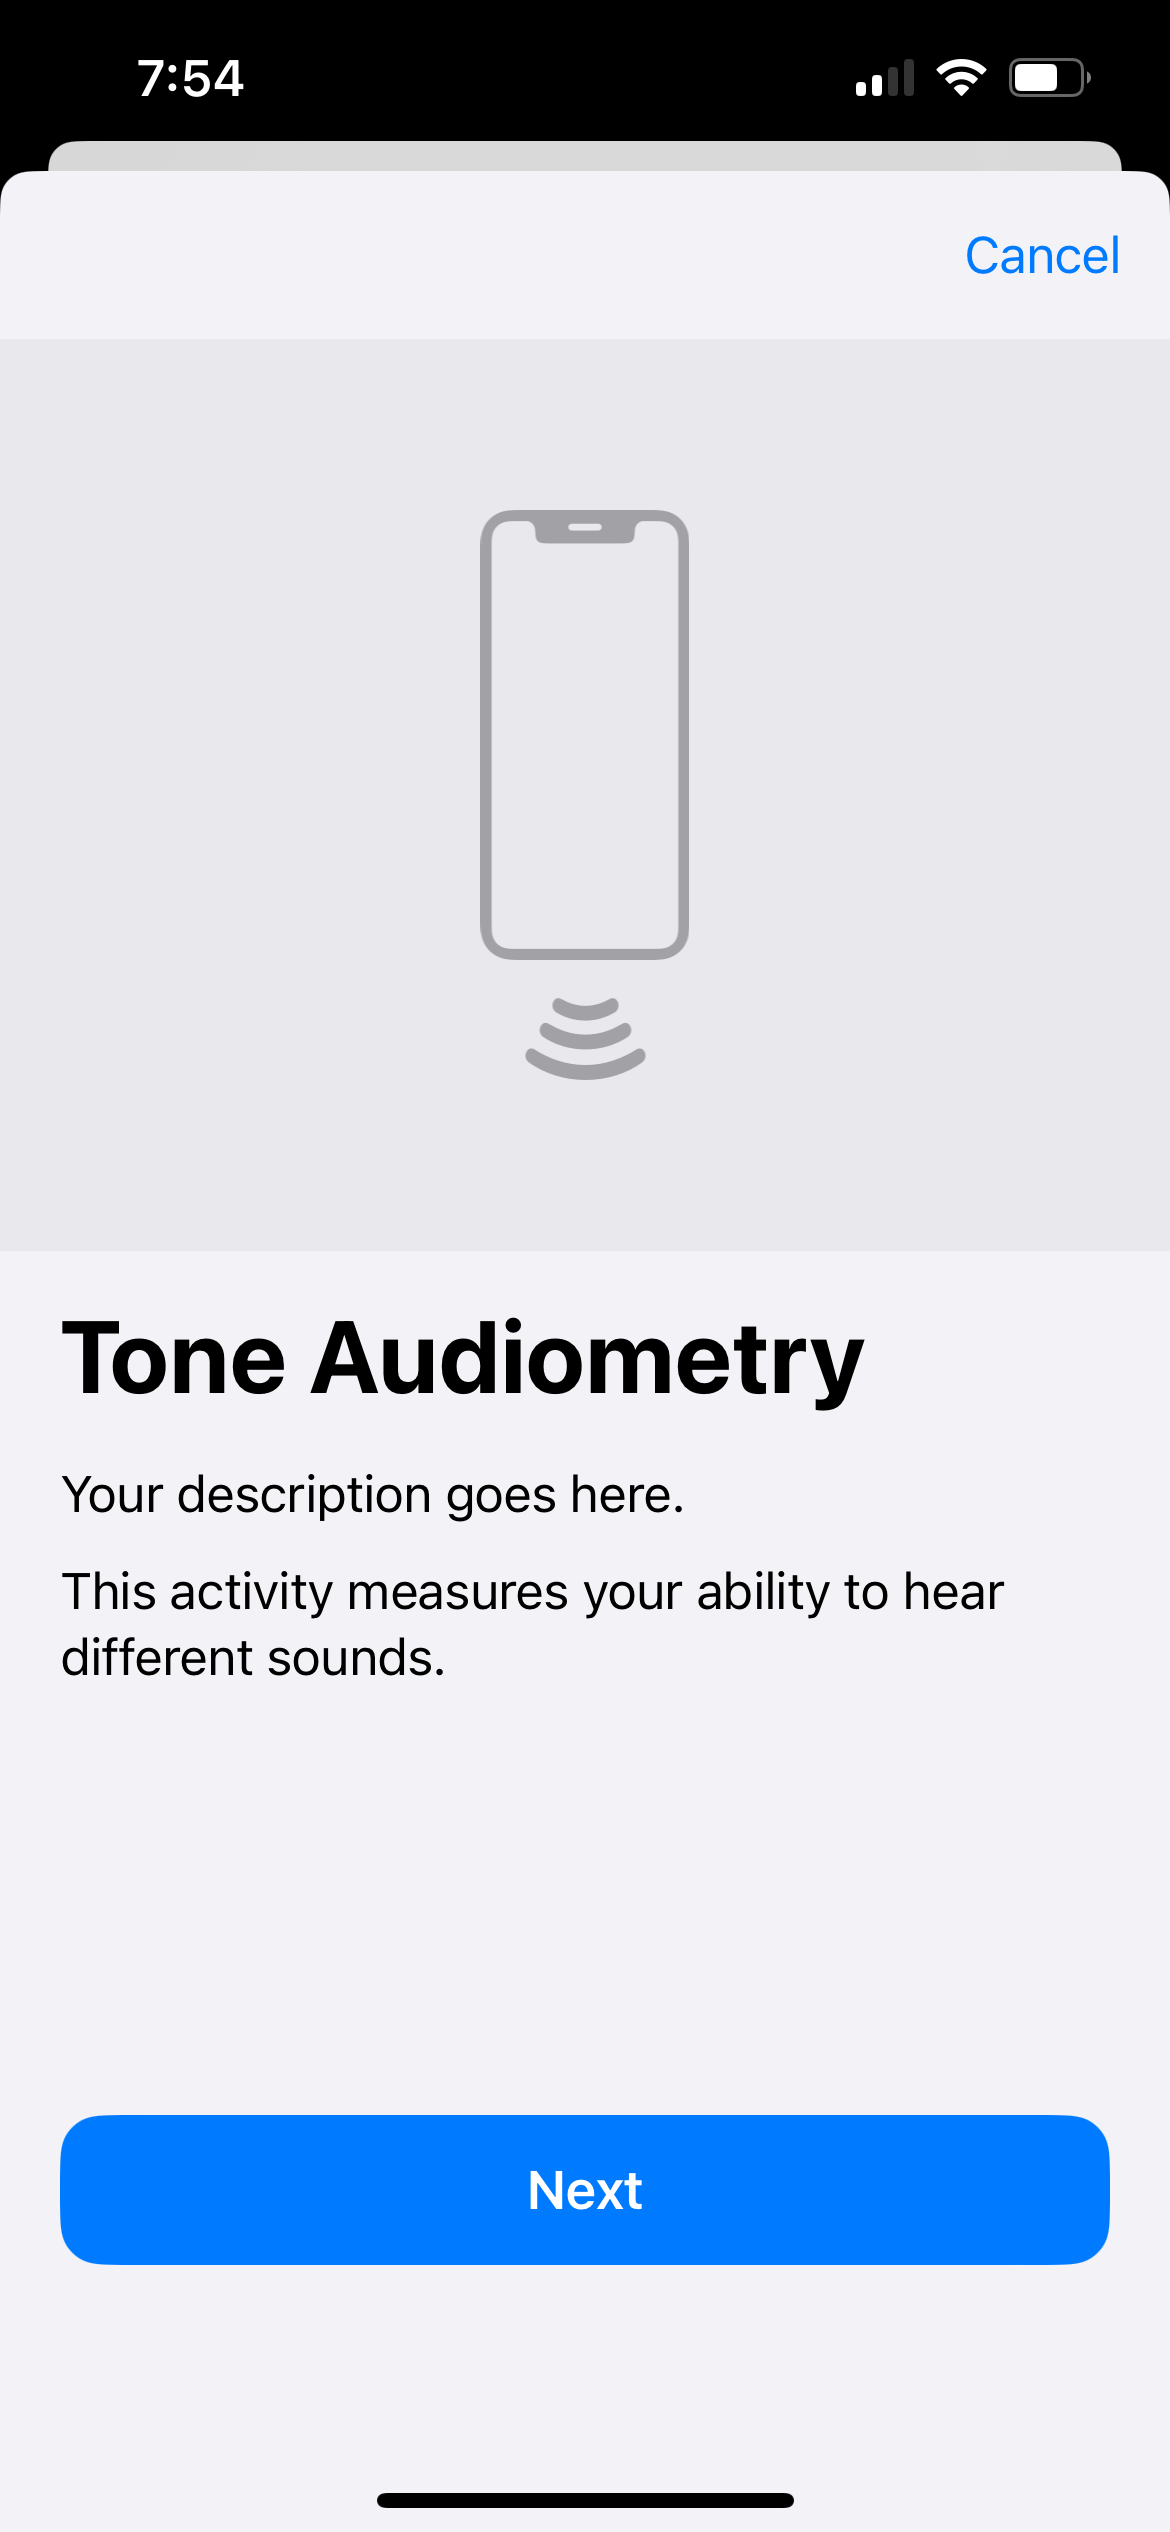 7:54
Cancel
Tone Audiometry
Your description goes here.
This activity measures your ability to hear
different sounds.
Next